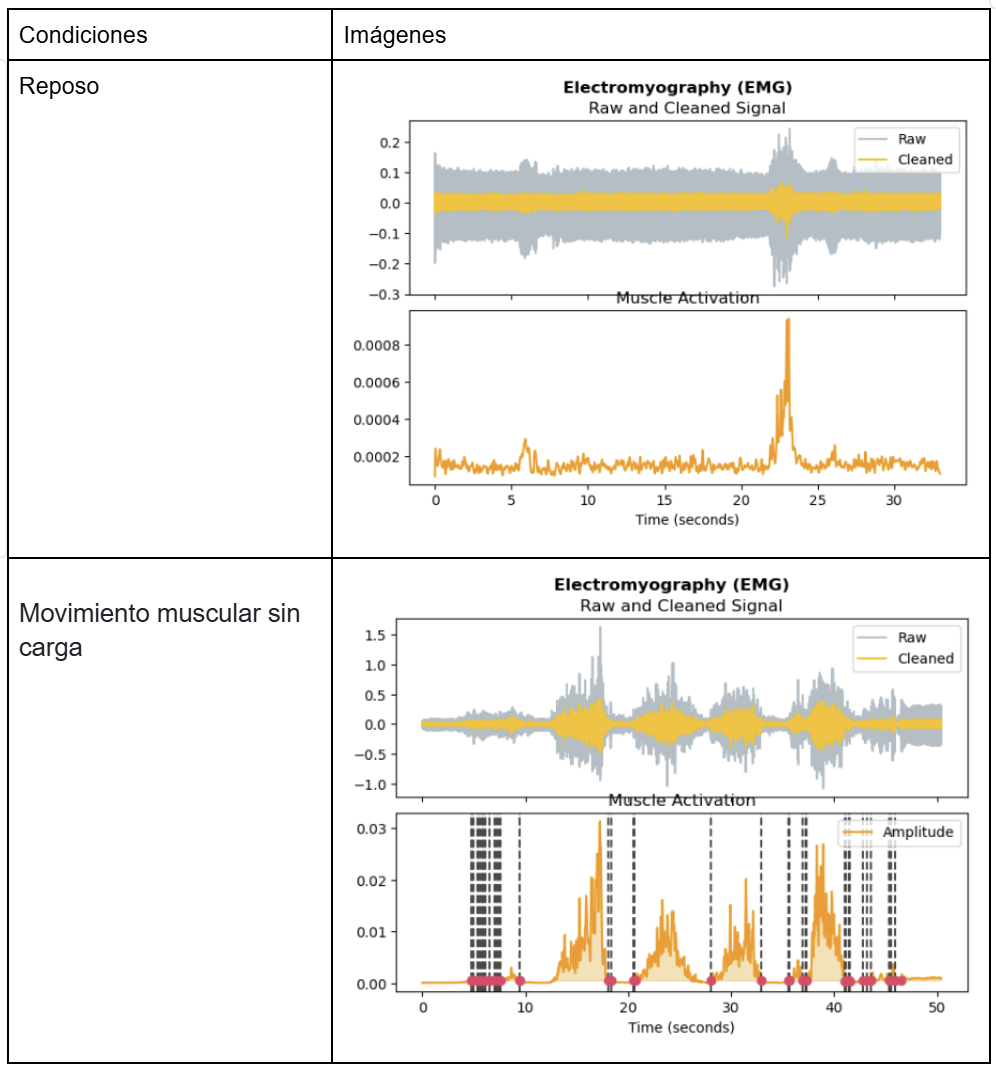 Condiciones
Imágenes
Reposo
Electromyography (EMG)
Raw and Cleaned Signal
Raw
Cleaned
0.2
0.1
0.0
−0.1
−0.2
−0.3
Muscle Activation
0.0008
0.0006
0.0004
0.0002
0 5 10 15 20 25 30
Time (seconds)
Movimiento muscular sin
carga
Electromyography (EMG)
Raw and Cleaned Signal
Raw
Cleaned
1.5
1.0
0.5
0.0
−0.5
−1.0
Muscle Activation
Amplitude
0.03
0.02
0.01
0.00
0 10 20 30 40 50
Time (seconds)